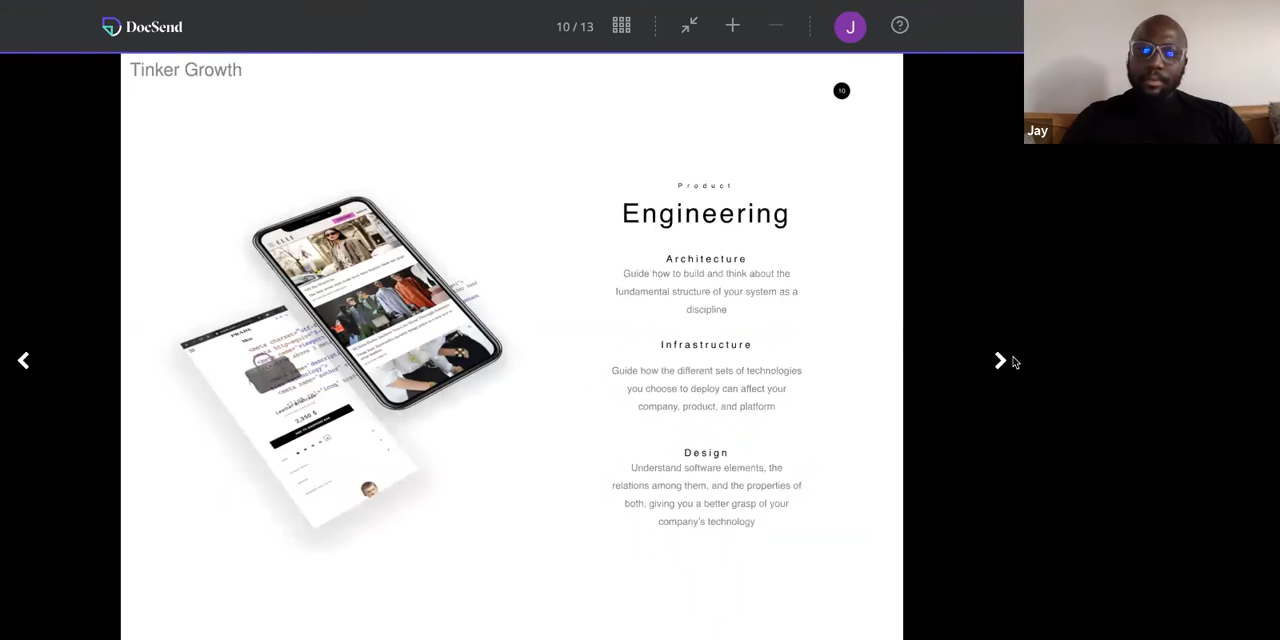 DocSend
10 / 13
J
?
Jay
Tinker Growth
10
Product
Engineering
Architecture
Guide how to build and think about the
fundamental structure of your system as a
discipline
Infrastructure
Guide how the different sets of technologies
you choose to deploy can affect your
company, product, and platform
Design
Understand software elements, the
relations among them, and the properties of
both, giving you a better grasp of your
company's technology
ELLE
PRADA